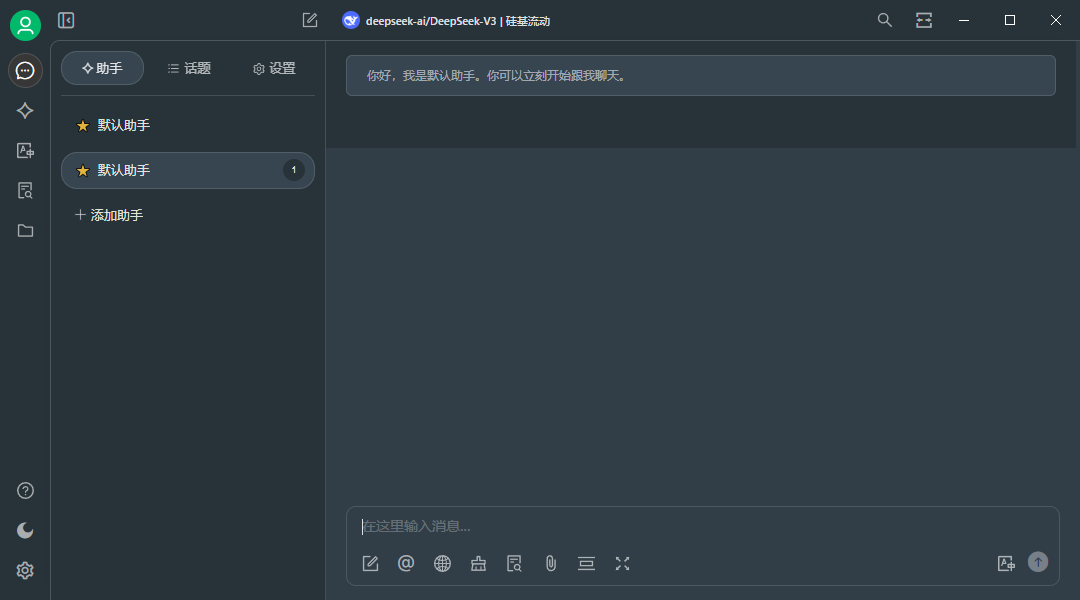 deepseek-ai/DeepSeek-V3 | 硅基流动
助手 话题 设置
你好，我是默认助手。你可以立刻开始跟我聊天。
默认助手
默认助手 1
添加助手
在这里输入消息...